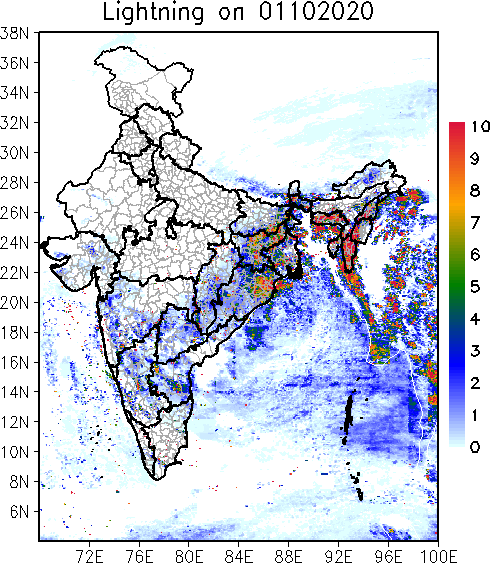 Lightning on 01102020
38N
36N
34N
32N
30N
28N
26N
24N
22N
20N
18N
16N
14N
12N
10N
8N
6N
72E 76E 80E 84E 88E 92E 96E 100E
10
9
8
7
6
5
4
3
2
1
0